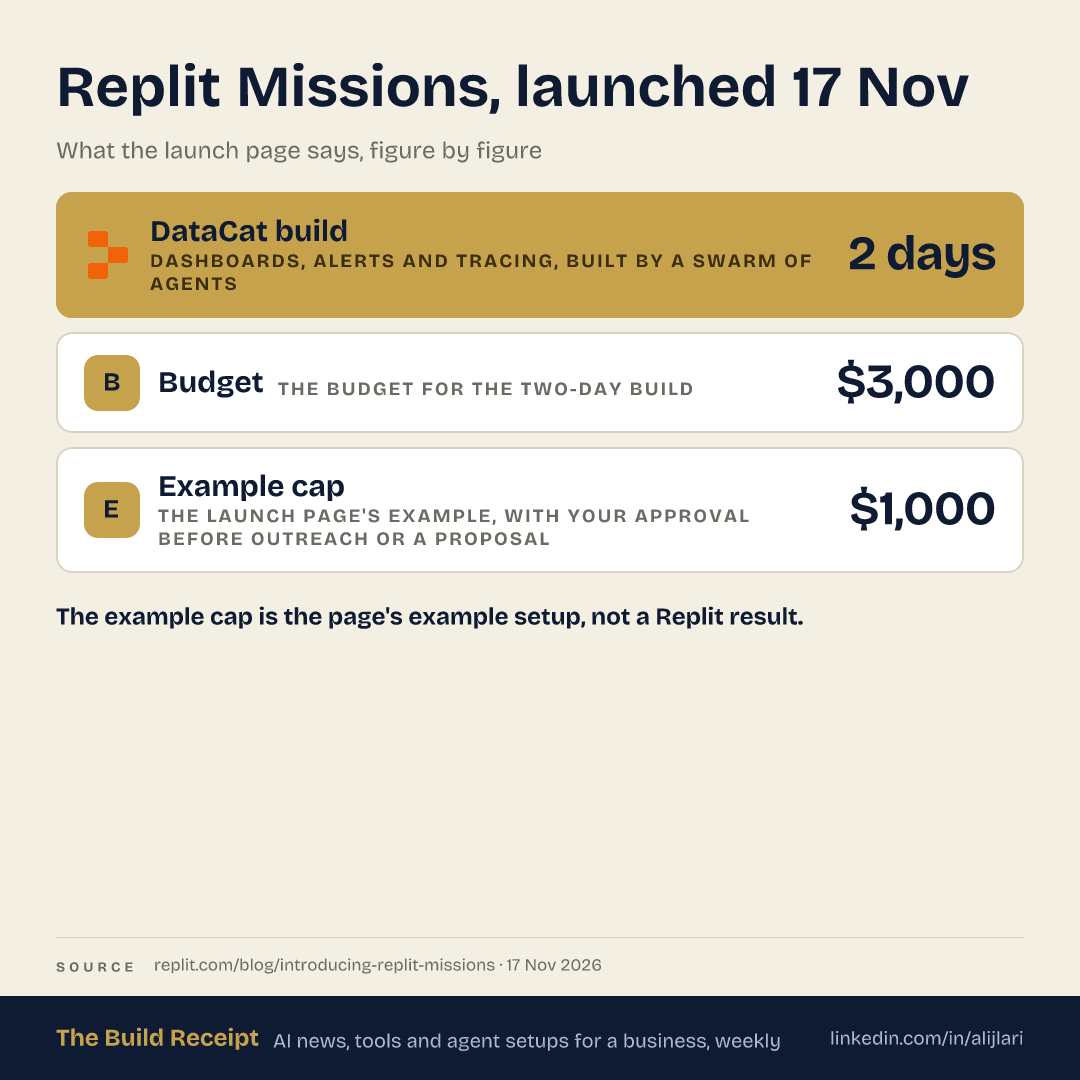 Replit Missions, launched 17 Nov
What the launch page says, figure by figure
DataCat build
DASHBOARDS, ALERTS AND TRACING, BUILT BY A SWARM OF
AGENTS
2 days
B
Budget THE BUDGET FOR THE TWO-DAY BUILD
$3,000
E
Example cap
THE LAUNCH PAGE'S EXAMPLE, WITH YOUR APPROVAL
BEFORE OUTREACH OR A PROPOSAL
$1,000
The example cap is the page's example setup, not a Replit result.
SOURCE replit.com/blog/introducing-replit-missions · 17 Nov 2026
The Build Receipt AI news, tools and agent setups for a business, weekly linkedin.com/in/alijlari